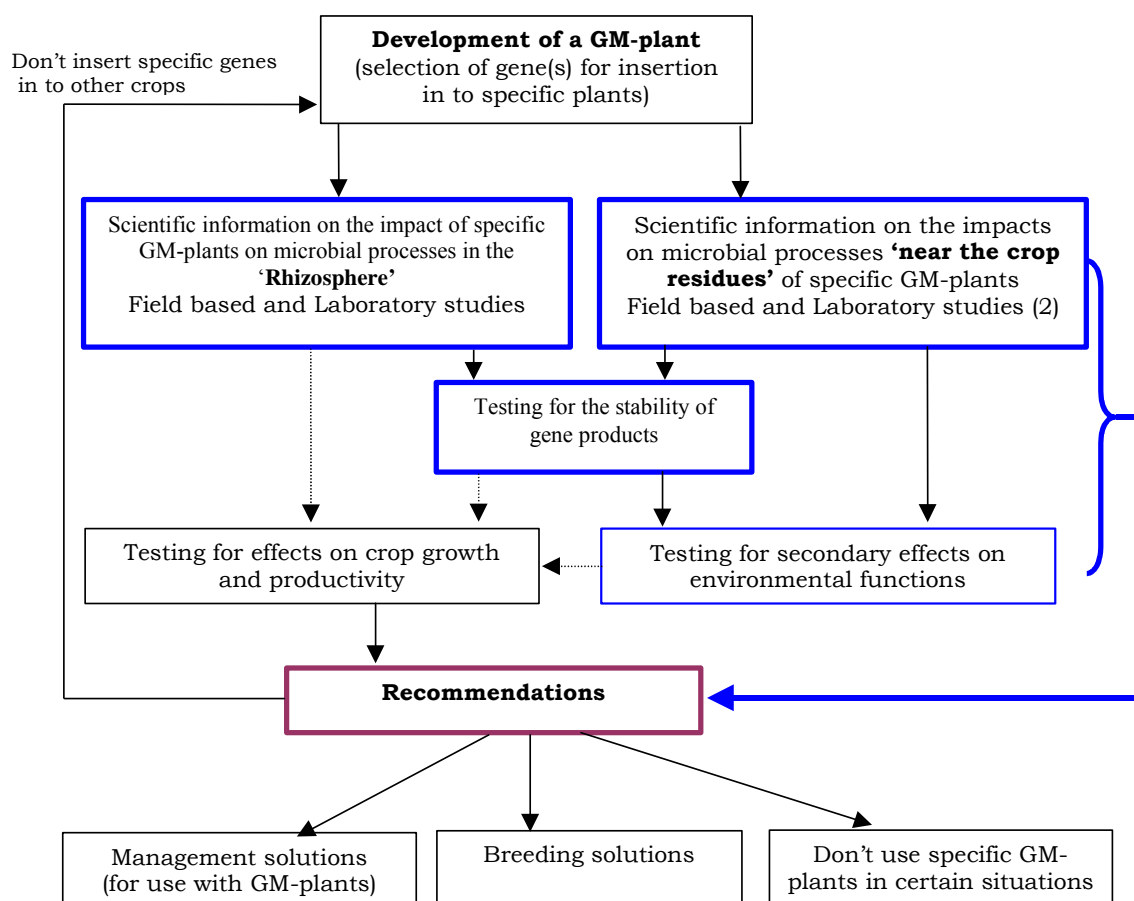 Development of a GM-plant
(selection of gene(s) for insertion
in to specific plants)
Don't insert specific genes
in to other crops
Scientific information on the impact of specific
GM-plants on microbial processes in the
‘Rhizosphere’
Field based and Laboratory studies
Scientific information on the impacts
on microbial processes ‘near the crop
residues’ of specific GM-plants
Field based and Laboratory studies (2)
Testing for the stability of
gene products
Testing for effects on crop growth
and productivity
Testing for secondary effects on
environmental functions
Recommendations
Management solutions
(for use with GM-plants)
Breeding solutions
Don't use specific GM-
plants in certain situations